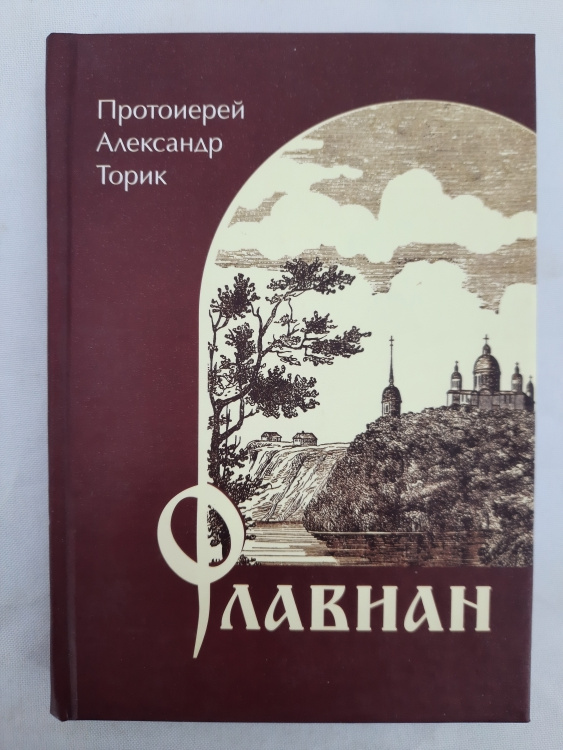 Протоиерей
Александр
Торик
Флавиан